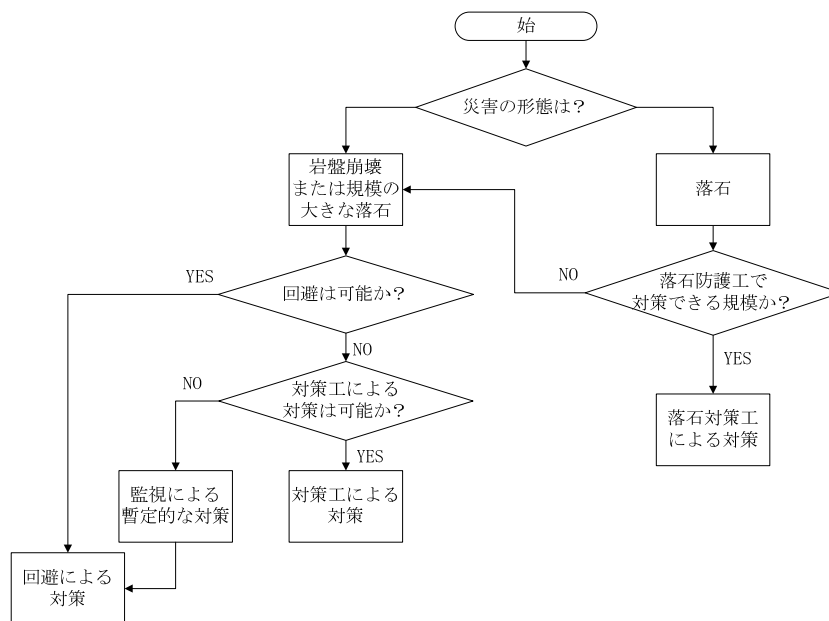 始
災害の形態は？
岩盤崩壊
または規模の
大きな落石
落石
YES
回避は可能か？
NO
落石防護工で
対策できる規模か？
NO
YES
NO
対策工による
対策は可能か？
落石対策工
による対策
YES
監視による
暫定的な対策
対策工による
対策
回避による
対策